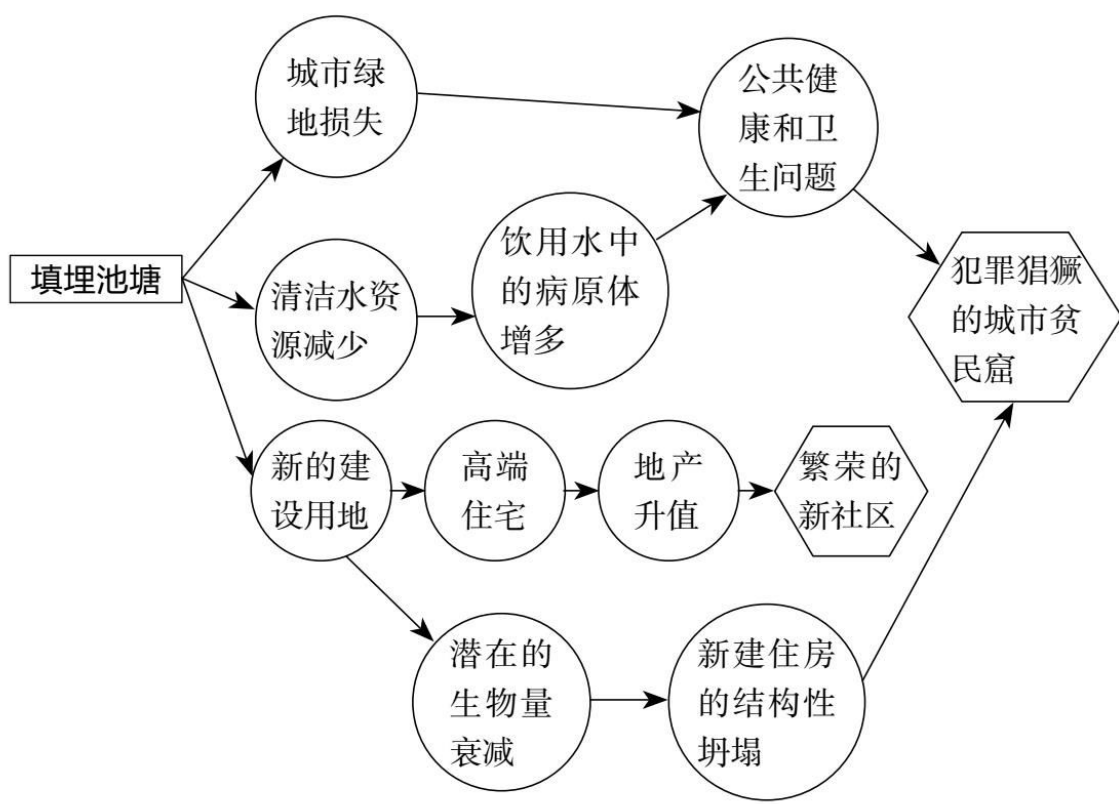 城市绿
地损失
公共健
康和卫
生问题
填埋池塘
清洁水资
源减少
饮用水中
的病原体
增多
犯罪猖獗
的城市贫
民窟
新的建
设用地
高端
住宅
地产
升值
繁荣的
新社区
潜在的
生物量
衰减
新建住房
的结构性
坍塌